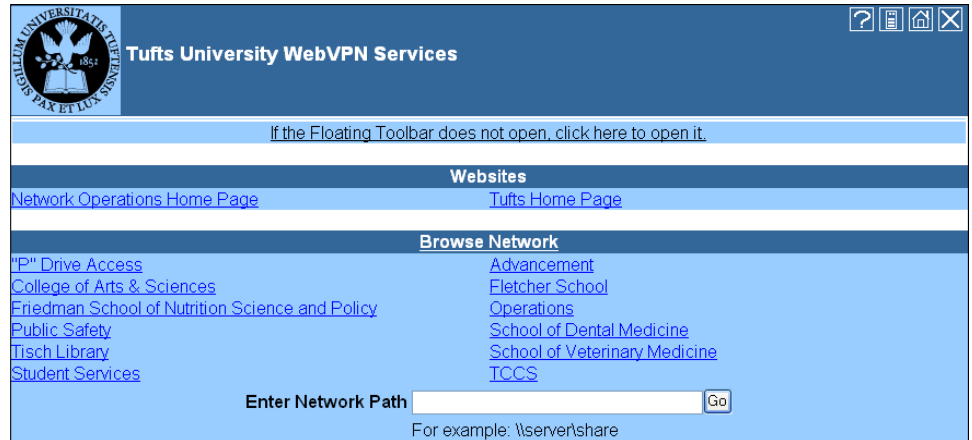 SIGILLUM UNIVERSITATIS TUFTENSIS
1852
PAX ET LUX
Tufts University WebVPN Services
?
If the Floating Toolbar does not open, click here to open it.
Websites
Network Operations Home Page Tufts Home Page
Browse Network
"P" Drive Access Advancement
College of Arts & Sciences Fletcher School
Friedman School of Nutrition Science and Policy Operations
Public Safety School of Dental Medicine
Tisch Library School of Veterinary Medicine
Student Services TCCS
Enter Network Path Go
For example: \\server\share